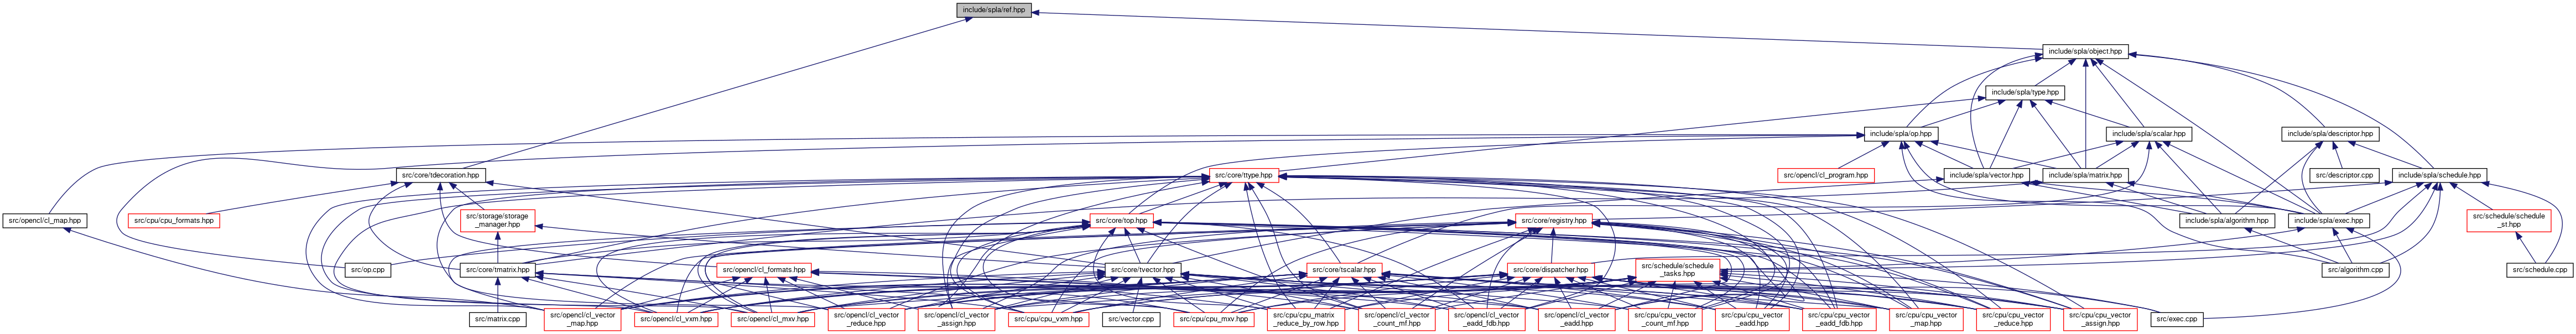 include/spla/ref.hpp
include/spla/object.hpp
include/spla/type.hpp
include/spla/op.hpp
include/spla/scalar.hpp
include/spla/descriptor.hpp
src/core/tdecoration.hpp
src/core/ttype.hpp
src/opencl/cl_program.hpp
include/spla/vector.hpp
include/spla/matrix.hpp
src/descriptor.cpp
include/spla/schedule.hpp
src/opencl/cl_map.hpp
src/cpu/cpu_formats.hpp
src/storage/storage
_manager.hpp
src/core/top.hpp
src/core/registry.hpp
include/spla/algorithm.hpp
include/spla/exec.hpp
src/schedule/schedule
_st.hpp
src/op.cpp
src/core/tmatrix.hpp
src/opencl/cl_formats.hpp
src/core/tvector.hpp
src/core/tscalar.hpp
src/core/dispatcher.hpp
src/schedule/schedule
_tasks.hpp
src/algorithm.cpp
src/schedule.cpp
src/matrix.cpp
src/opencl/cl_vector
_map.hpp
src/opencl/cl_vxm.hpp
src/opencl/cl_mxv.hpp
src/opencl/cl_vector
_reduce.hpp
src/opencl/cl_vector
_assign.hpp
src/cpu/cpu_vxm.hpp
src/vector.cpp
src/cpu/cpu_mxv.hpp
src/cpu/cpu_matrix
_reduce_by_row.hpp
src/opencl/cl_vector
_count_mf.hpp
src/opencl/cl_vector
_eadd_fdb.hpp
src/opencl/cl_vector
_eadd.hpp
src/cpu/cpu_vector
_count_mf.hpp
src/cpu/cpu_vector
_eadd.hpp
src/cpu/cpu_vector
_eadd_fdb.hpp
src/cpu/cpu_vector
_map.hpp
src/cpu/cpu_vector
_reduce.hpp
src/cpu/cpu_vector
_assign.hpp
src/exec.cpp